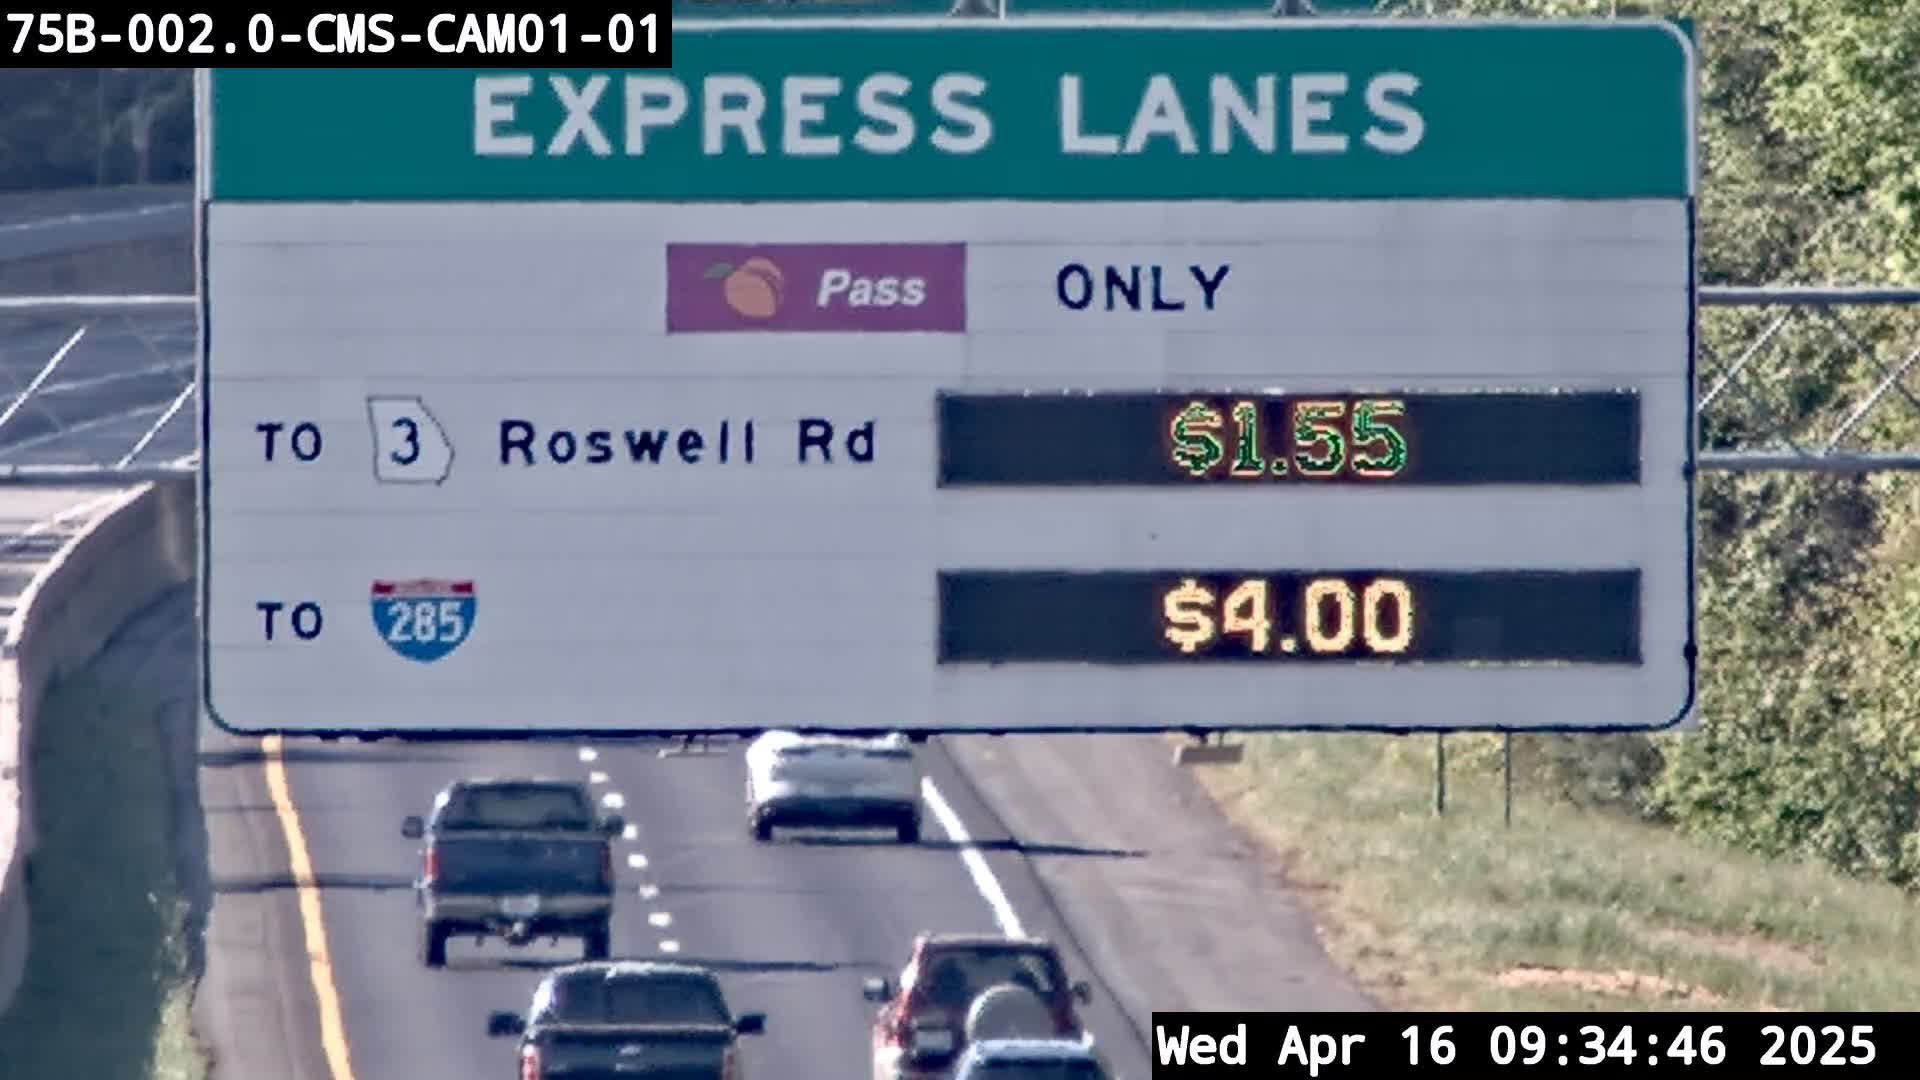 75B-002.0-CMS-CAM01-01
EXPRESS LANES
Pass ONLY
TO 3 Roswell Rd $1.55
TO 285 $4.00
Wed Apr 16 09:34:46 2025